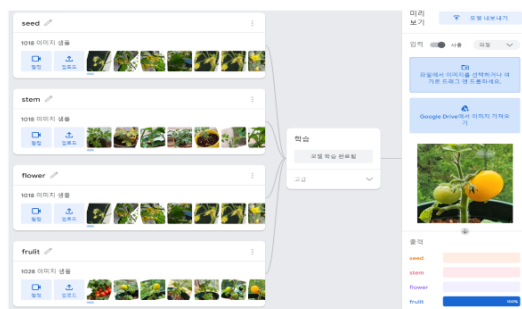 seed
1018 이미지 샘플
웹캠
업로드
stem
1018 이미지 샘플
웹캠
업로드
flower
1018 이미지 샘플
웹캠
업로드
fruit
1028 이미지 샘플
웹캠
업로드
학습
모델 학습 완료됨
고급
미리
보기
모델 내보내기
입력
사용
파일
파일에서 이미지를 선택하거나 여
기로 드래그 앤 드롭하세요.
Google Drive에서 이미지 가져오
기
출력
seed
stem
flower
fruit
100%